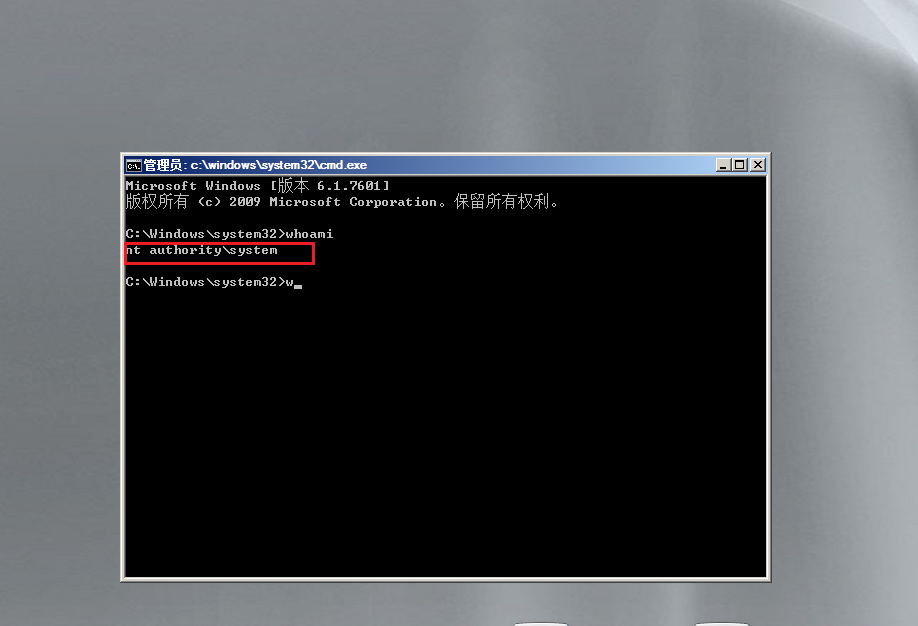 管理员: c:\windows\system32\cmd.exe
Microsoft Windows [版本 6.1.7601]
版权所有 (c) 2009 Microsoft Corporation。保留所有权利。
C:\Windows\system32>whoami
nt authority\system
C:\Windows\system32>w_